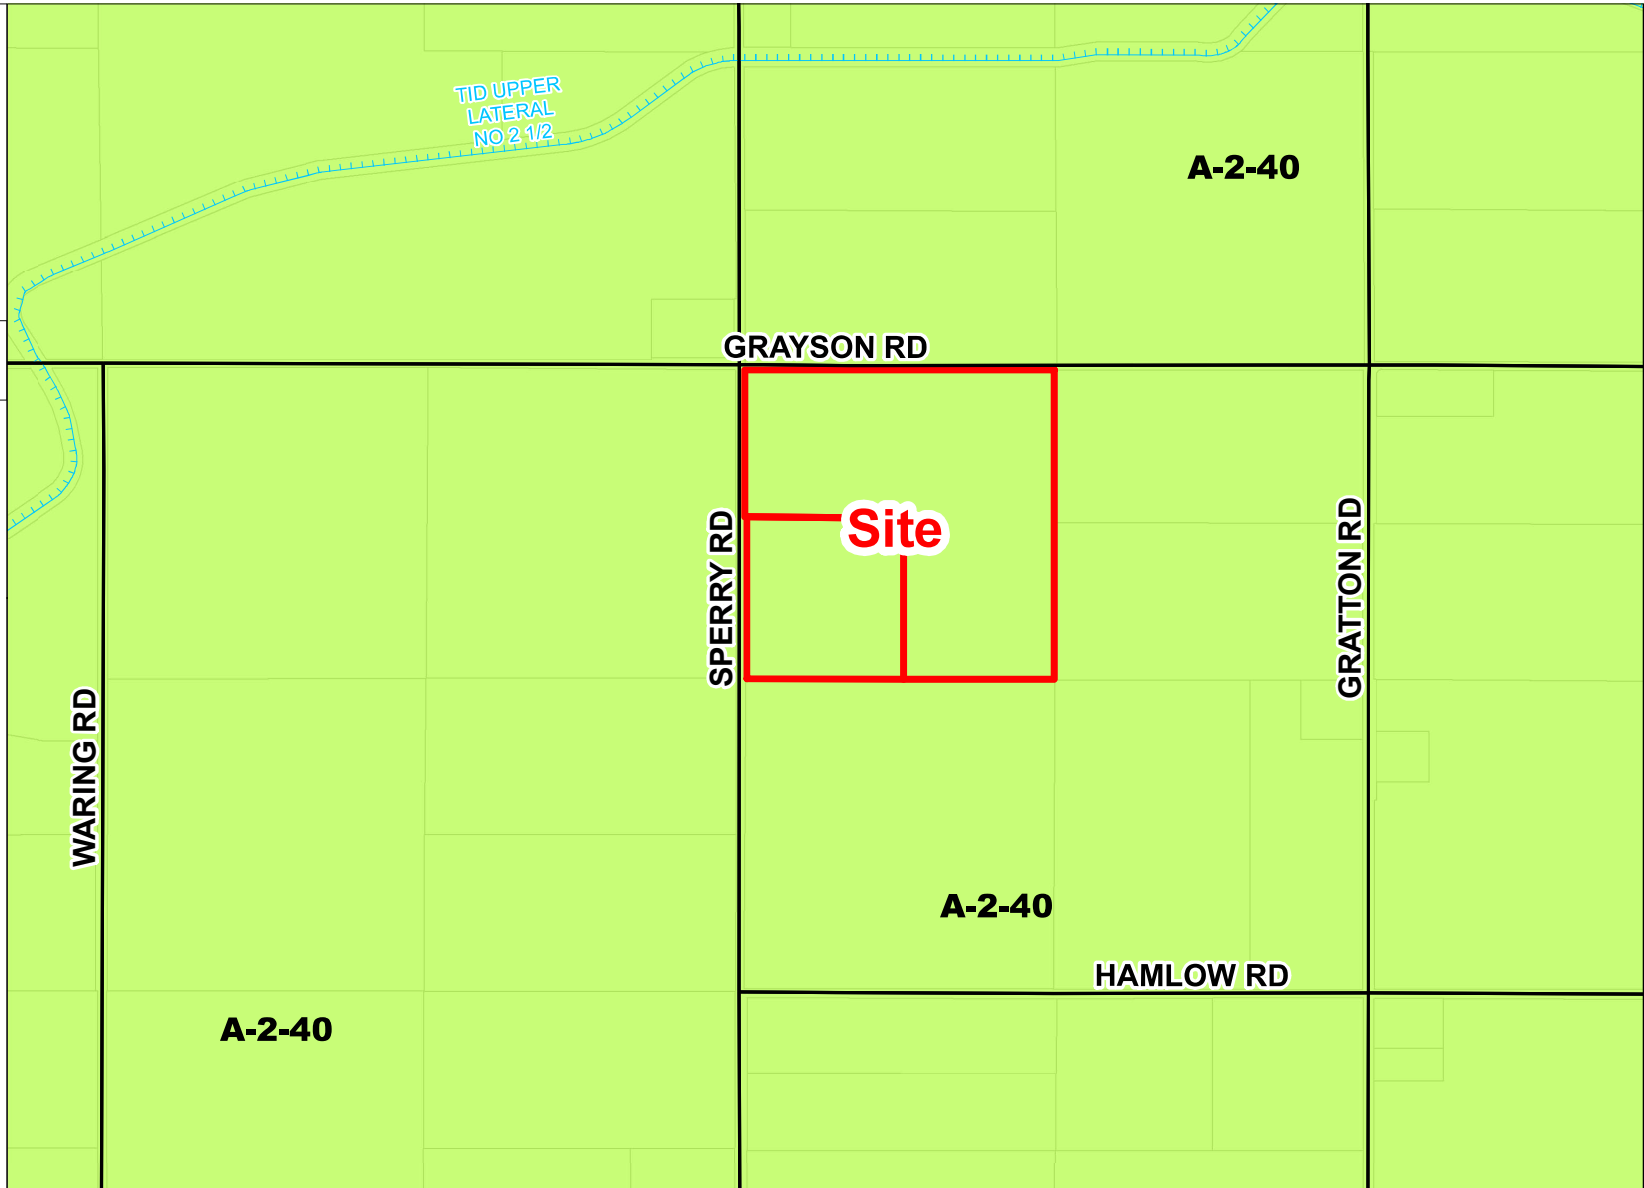 TID UPPER
LATERAL
NO 2 1/2
A-2-40
GRAYSON RD
Site
SPERRY RD
GRATTON RD
WARING RD
A-2-40
HAMLOW RD
A-2-40